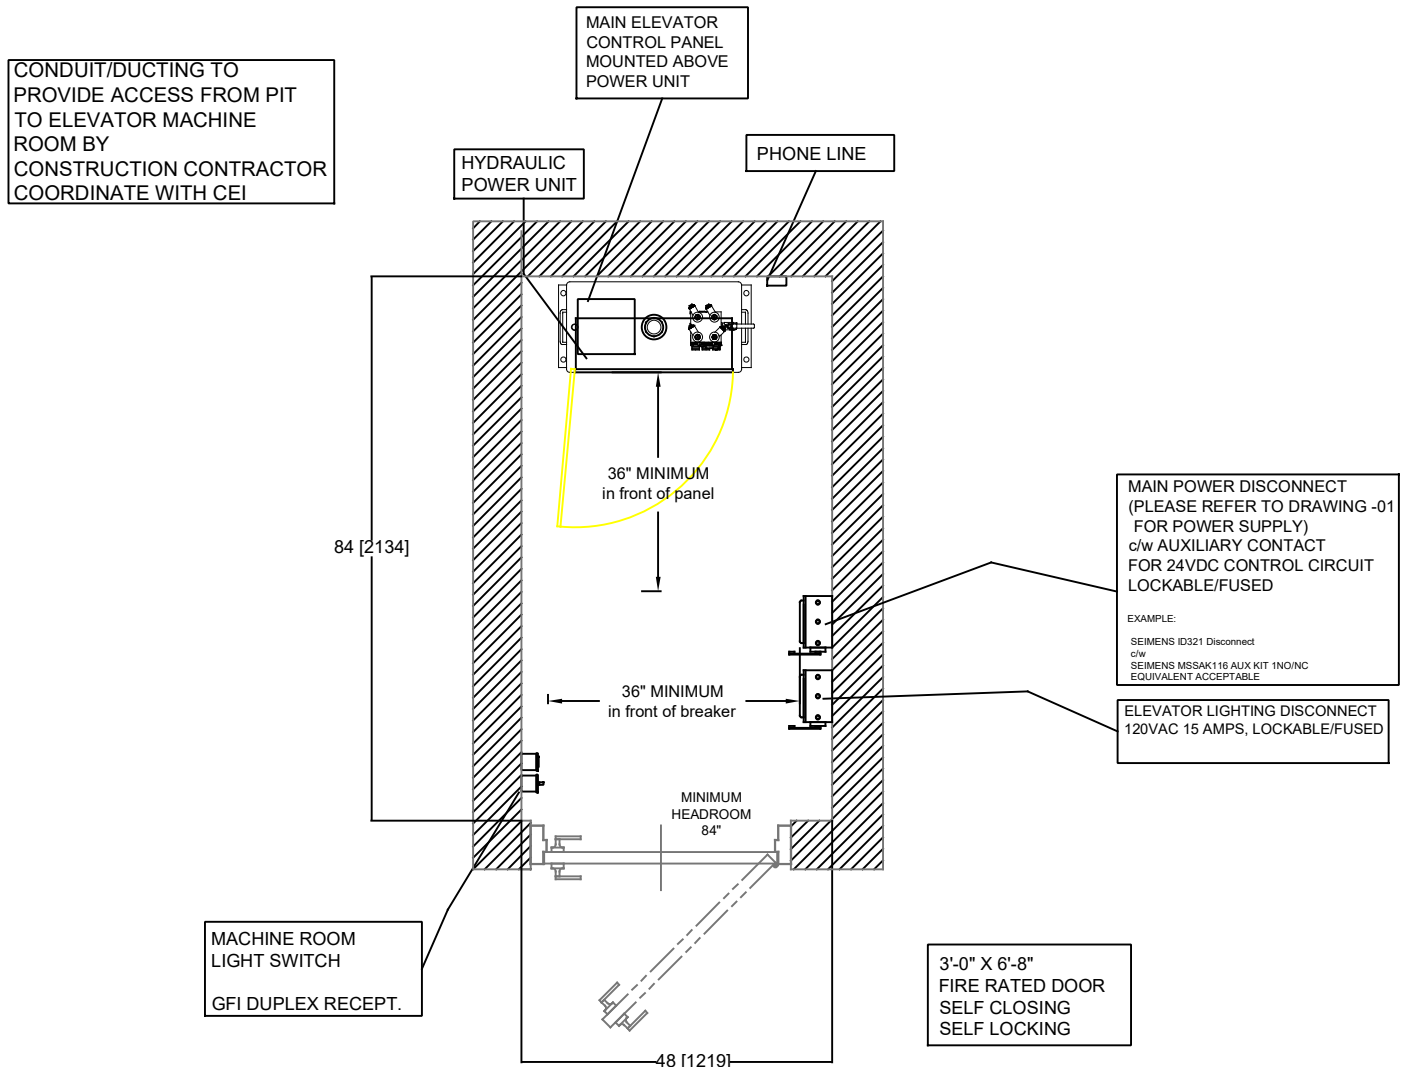 MAIN ELEVATOR
CONTROL PANEL
MOUNTED ABOVE
POWER UNIT
CONDUIT/DUCTING TO
PROVIDE ACCESS FROM PIT
TO ELEVATOR MACHINE
ROOM BY
CONSTRUCTION CONTRACTOR
COORDINATE WITH CEI
HYDRAULIC
POWER UNIT
PHONE LINE
36" MINIMUM
in front of panel
84 [2134]
MAIN POWER DISCONNECT
(PLEASE REFER TO DRAWING -01
FOR POWER SUPPLY)
c/w AUXILIARY CONTACT
FOR 24VDC CONTROL CIRCUIT
LOCKABLE/FUSED
EXAMPLE:
SEIMENS ID321 Disconnect
c/w
SEIMENS MSSAK116 AUX KIT 1NO/NC
EQUIVALENT ACCEPTABLE
36" MINIMUM
in front of breaker
ELEVATOR LIGHTING DISCONNECT
120VAC 15 AMPS, LOCKABLE/FUSED
MINIMUM
HEADROOM
84"
MACHINE ROOM
LIGHT SWITCH
GFI DUPLEX RECEPT.
3'-0" X 6'-8"
FIRE RATED DOOR
SELF CLOSING
SELF LOCKING
48 [1219]